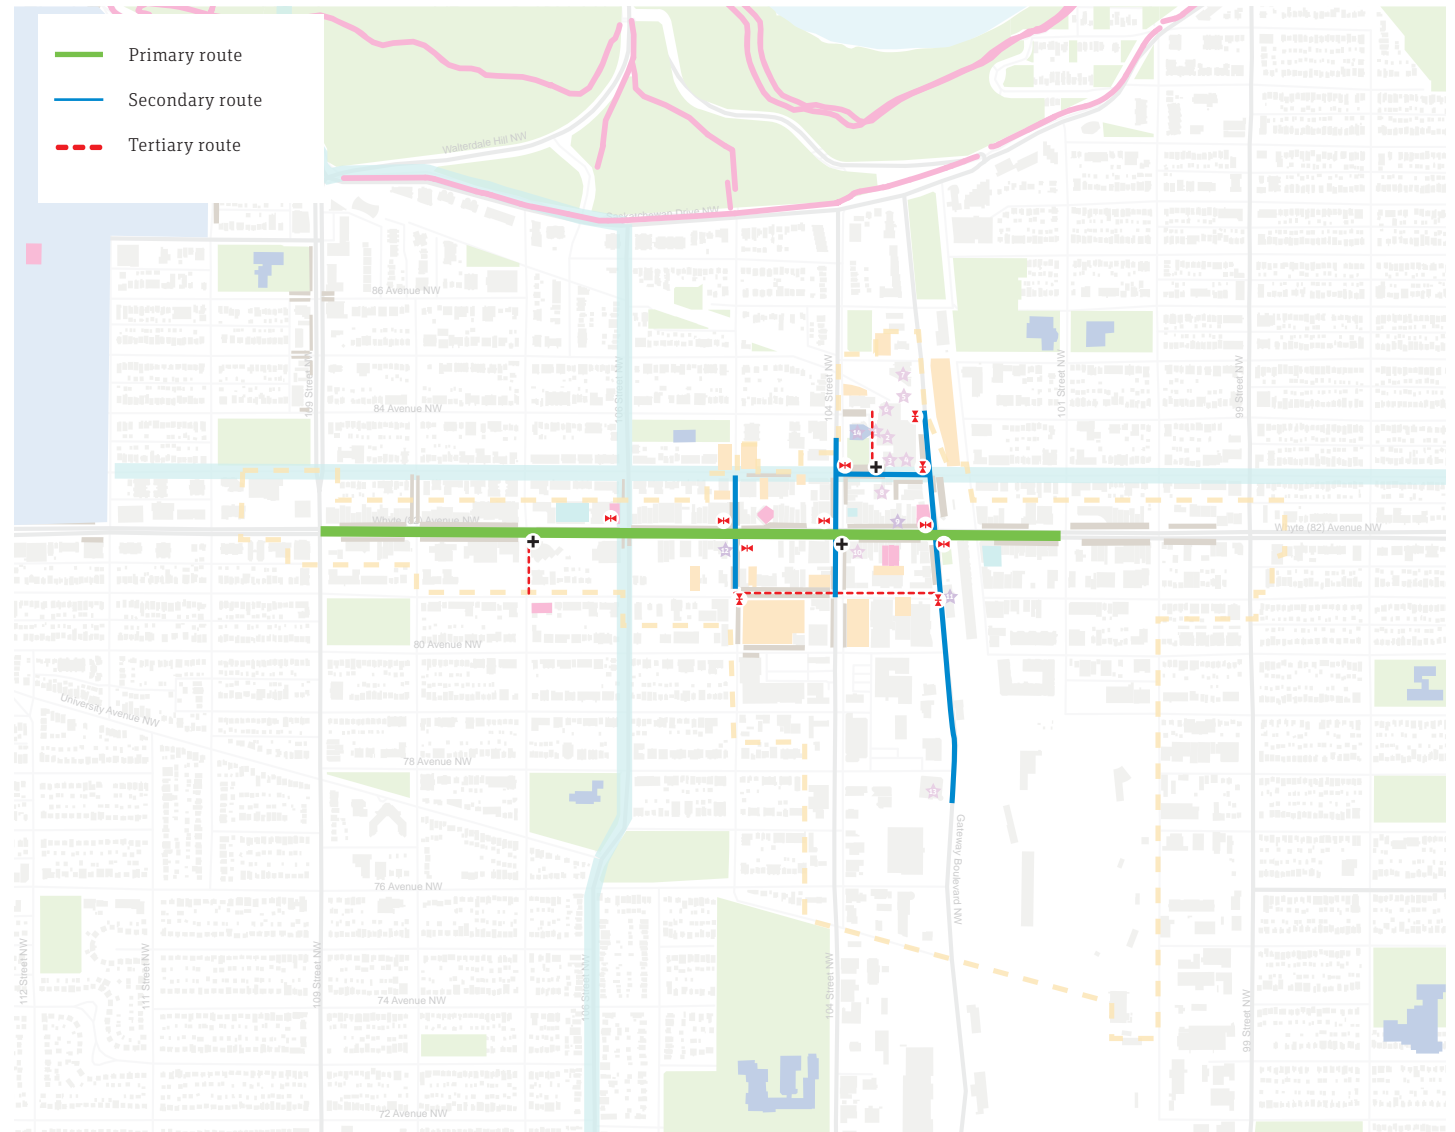 Primary route
Secondary route
Tertiary route
Walterdale Hill NW
Saskatchewan Drive NW
86 Avenue NW
109 Street NW
106 Street NW
104 Street NW
101 Street NW
99 Street NW
84 Avenue NW
14
Whyte (82) Avenue NW
Whyte (82) Avenue NW
80 Avenue NW
University Avenue NW
78 Avenue NW
Gateway Boulevard NW
76 Avenue NW
112 Street NW
111 Street NW
109 Street NW
106 Street NW
104 Street NW
99 Street NW
74 Avenue NW
72 Avenue NW